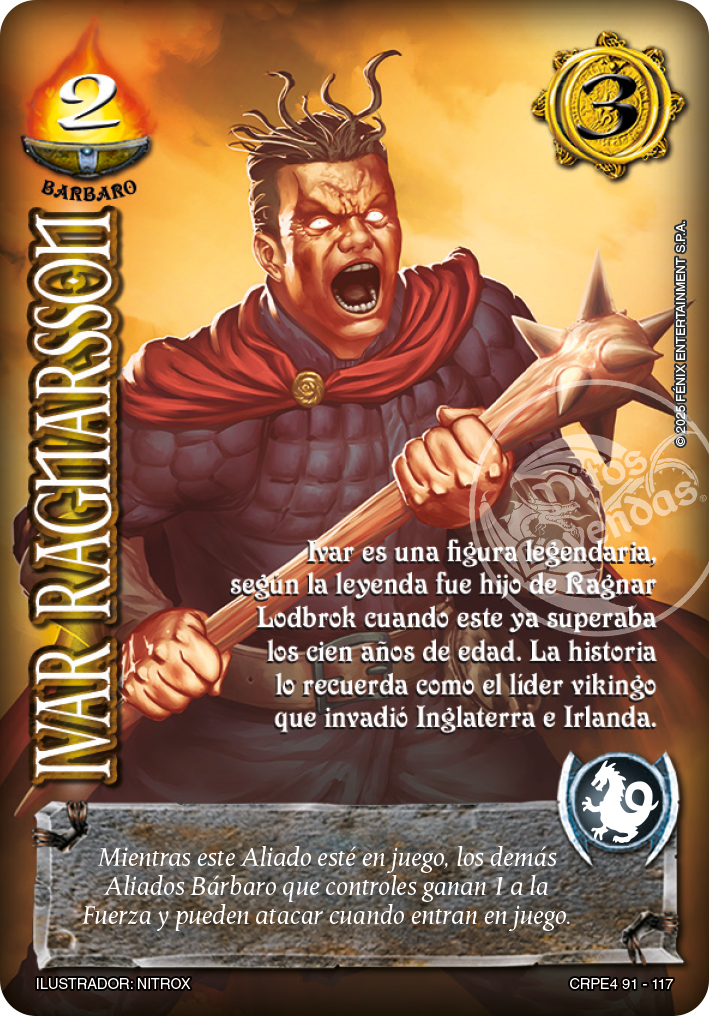 2
3
BARBARO
IVAR RAGNARSSON
© 2025 FÉNIX ENTERTAINMENT S.P.A.
mitos
leyendas®
Ivar es una figura legendaria,
según la leyenda fue hijo de Ragnar
Lodbrok cuando este ya superaba
los cien años de edad. La historia
lo recuerda como el líder vikingo
que invadió Inglaterra e Irlanda.
Mientras este Aliado esté en juego, los demás
Aliados Bárbaro que controles ganan 1 a la
Fuerza y pueden atacar cuando entran en juego.
ILUSTRADOR: NITROX
CRPE4 91 - 117